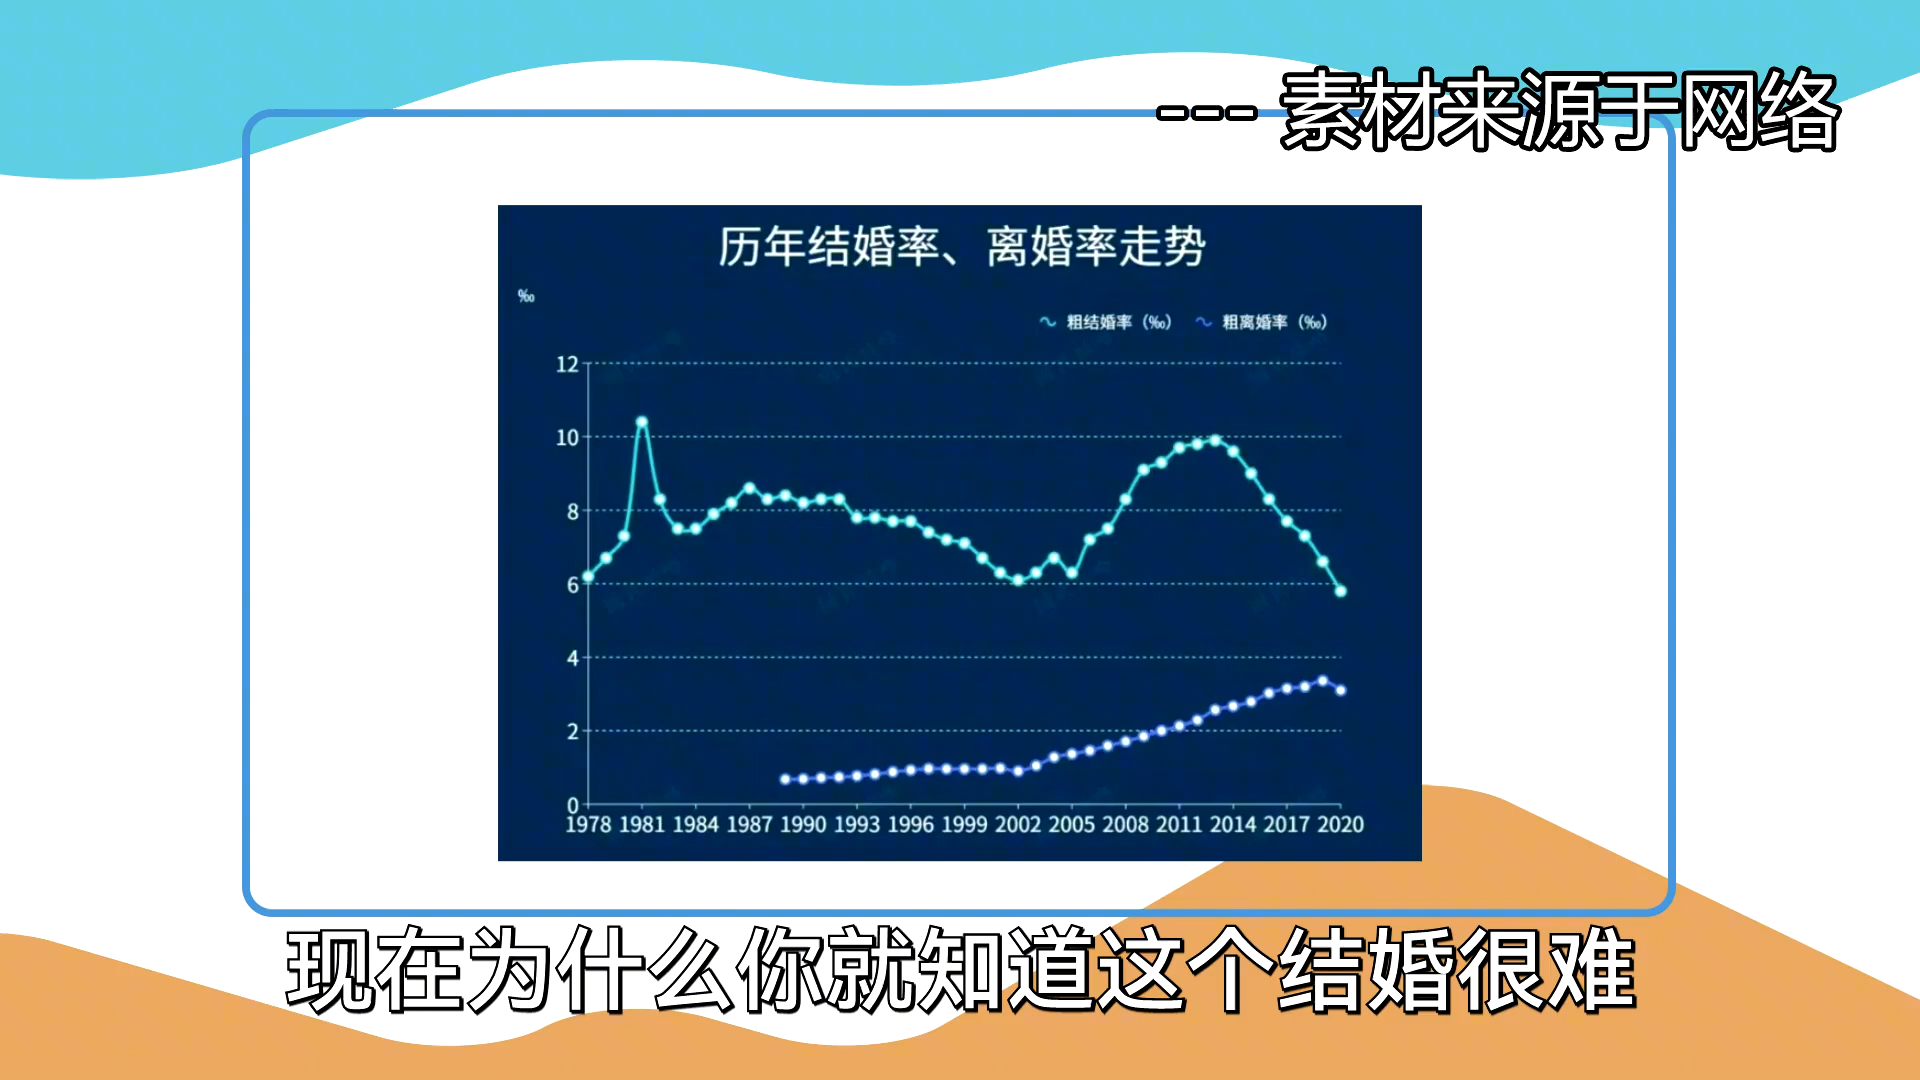 --- 素材来源于网络
历年结婚率、离婚率走势
‰
粗结婚率（‰） 粗离婚率（‰）
12
10
8
6
4
2
0
1978 1981 1984 1987 1990 1993 1996 1999 2002 2005 2008 2011 2014 2017 2020
现在为什么你就知道这个结婚很难